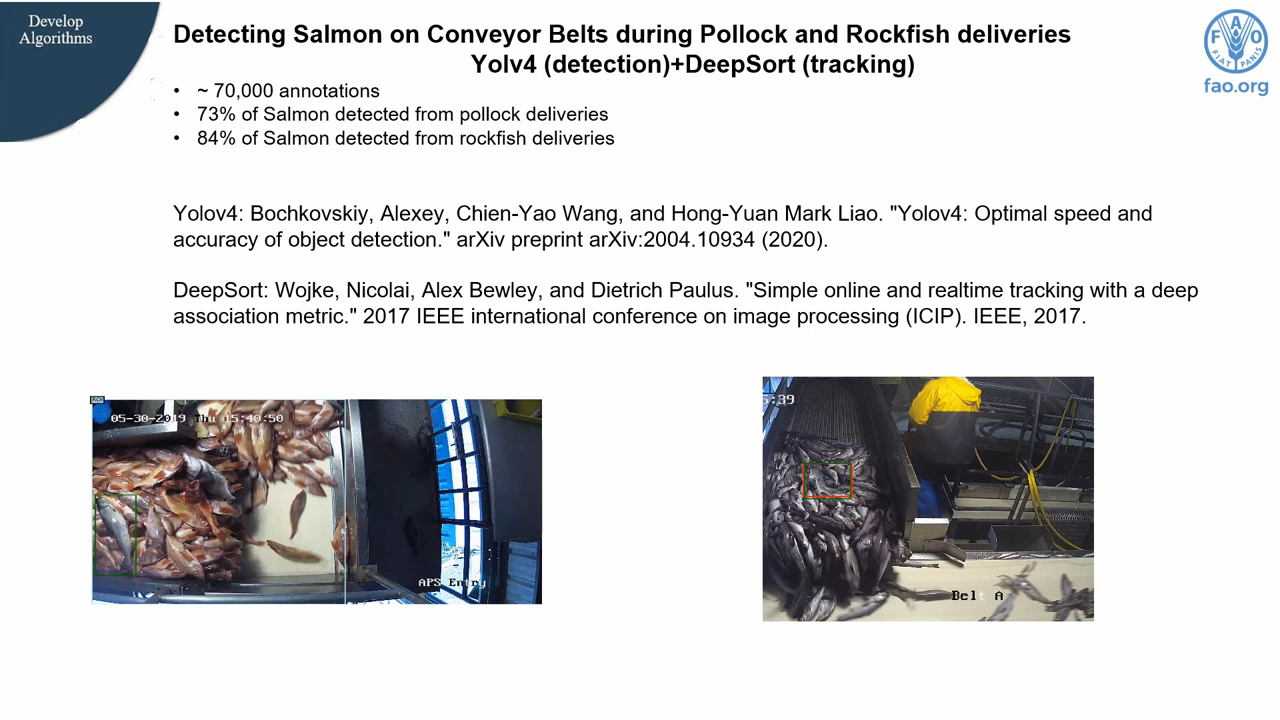 Develop
Algorithms
Detecting Salmon on Conveyor Belts during Pollock and Rockfish deliveries
Yolv4 (detection)+DeepSort (tracking)
F A O
FIAT PANIS
fao.org
• ~ 70,000 annotations
• 73% of Salmon detected from pollock deliveries
• 84% of Salmon detected from rockfish deliveries
Yolov4: Bochkovskiy, Alexey, Chien-Yao Wang, and Hong-Yuan Mark Liao. "Yolov4: Optimal speed and
accuracy of object detection." arXiv preprint arXiv:2004.10934 (2020).
DeepSort: Wojke, Nicolai, Alex Bewley, and Dietrich Paulus. "Simple online and realtime tracking with a deep
association metric." 2017 IEEE international conference on image processing (ICIP). IEEE, 2017.
05-30-2019 Thu 15:40:50
APS Entry
5:39
Belt A